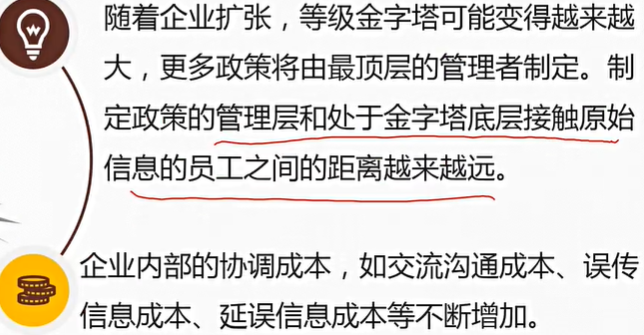 随着企业扩张，等级金字塔可能变得越来越
大，更多政策将由最顶层的管理者制定。制
定政策的管理层和处于金字塔底层接触原始
信息的员工之间的距离越来越远。
企业内部的协调成本，如交流沟通成本、误传
信息成本、延误信息成本等不断增加。